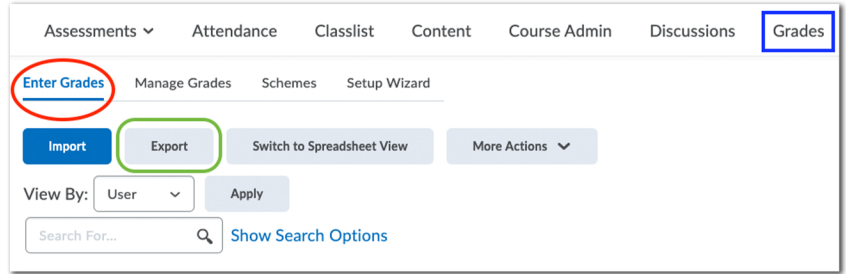 Assessments Attendance Classlist Content Course Admin Discussions Grades
Enter Grades Manage Grades Schemes Setup Wizard
Import Export Switch to Spreadsheet View More Actions
View By: User Apply
Search For... Show Search Options